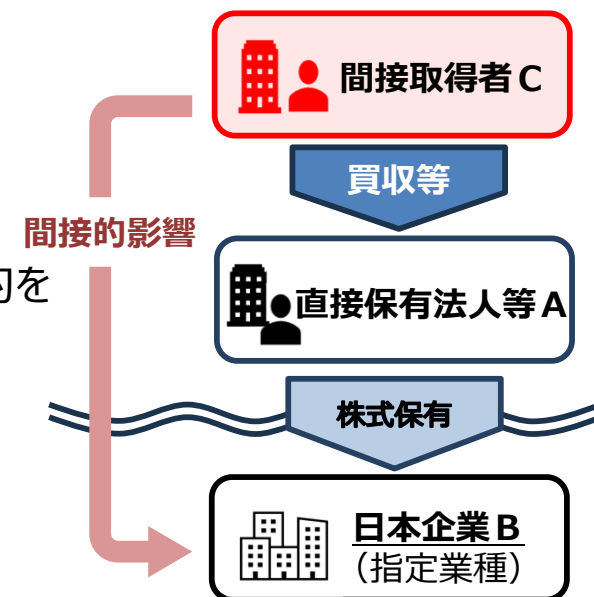 間接取得者C
買収等
間接的影響
的を
直接保有法人等A
株式保有
日本企業B
（指定業種）